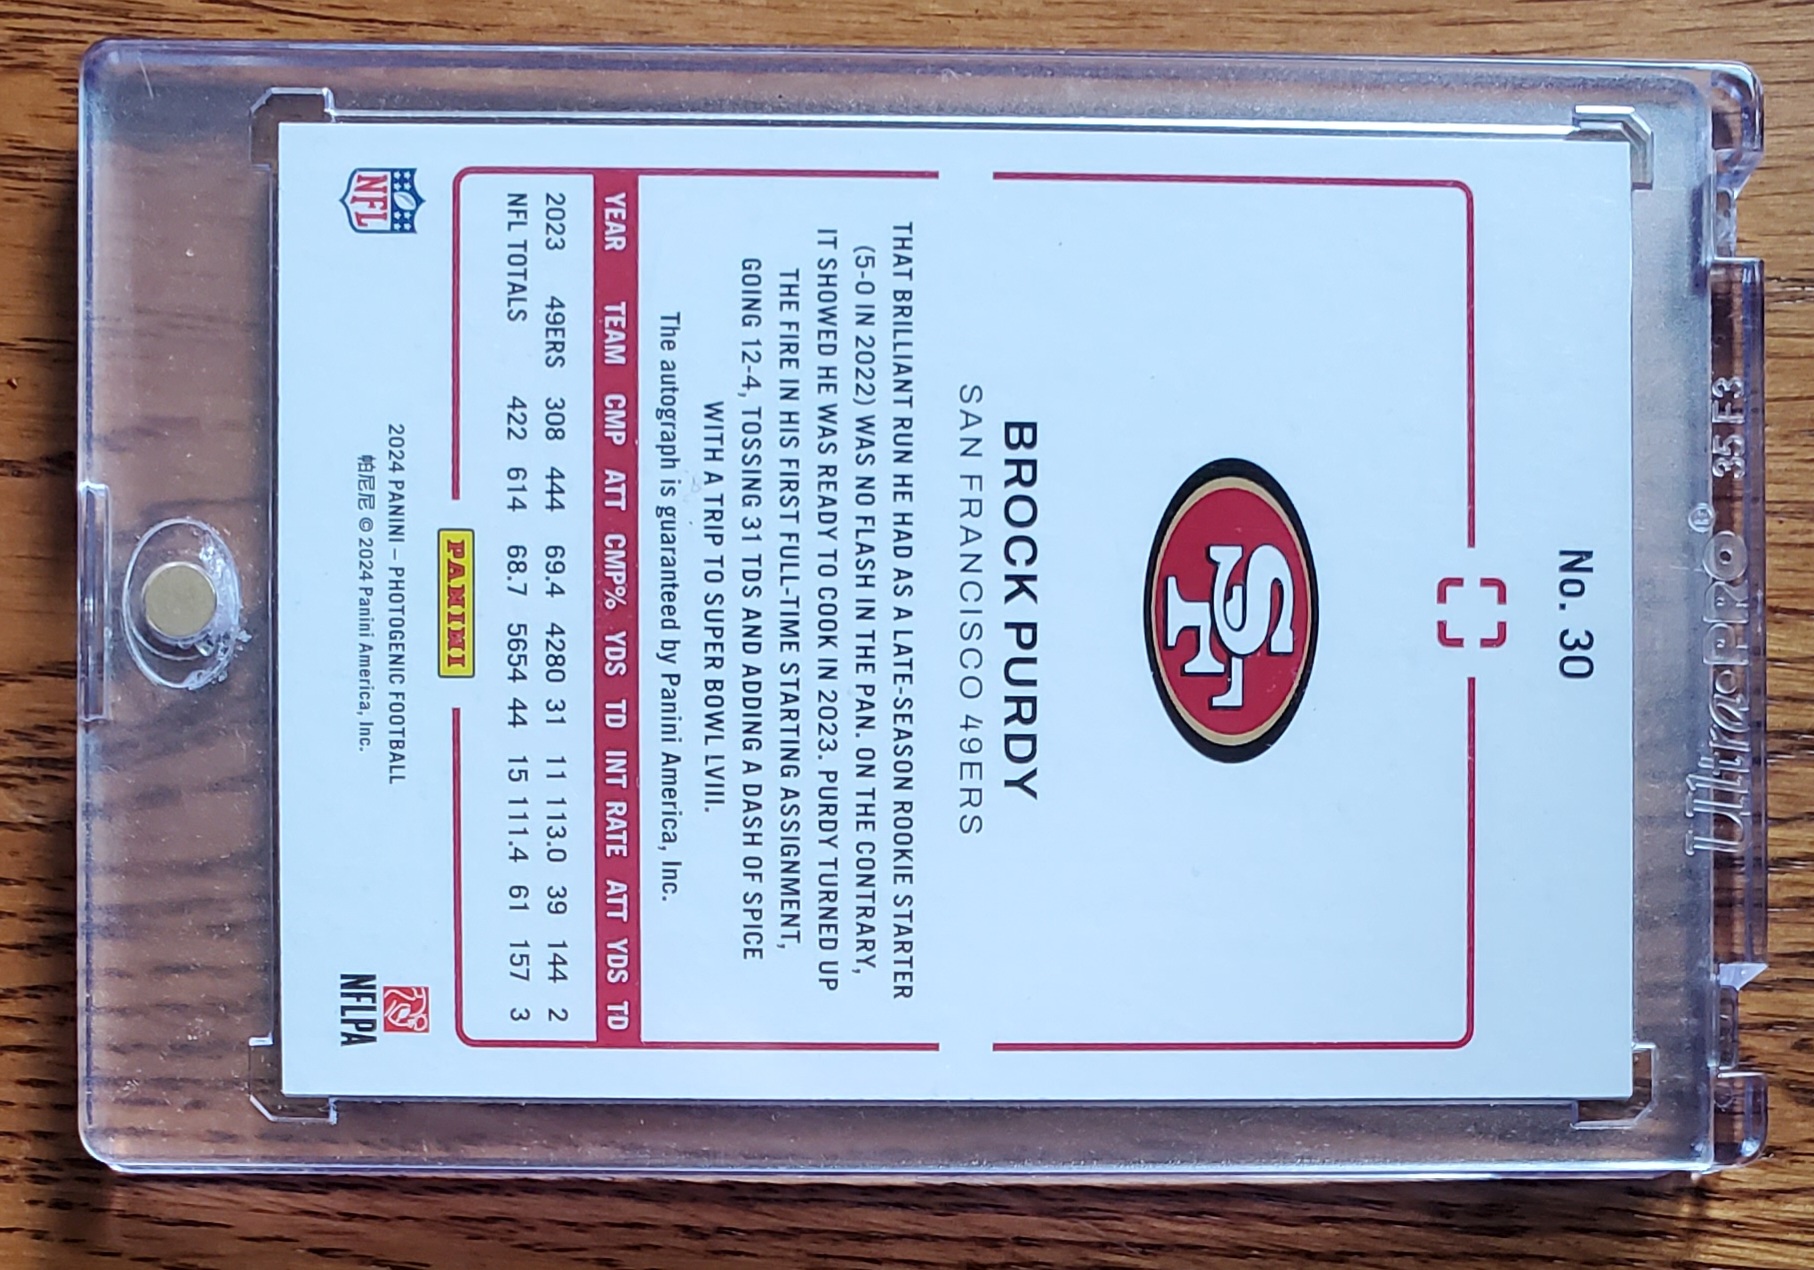 No. 30
SF
BROCK PURDY
SAN FRANCISCO 49ERS
THAT BRILLIANT RUN HE HAD AS A LATE-SEASON ROOKIE STARTER
(5-0 IN 2022) WAS NO FLASH IN THE PAN. ON THE CONTRARY,
IT SHOWED HE WAS READY TO COOK IN 2023. PURDY TURNED UP
THE FIRE IN HIS FIRST FULL-TIME STARTING ASSIGNMENT,
GOING 12-4, TOSSING 31 TDS AND ADDING A DASH OF SPICE
WITH A TRIP TO SUPER BOWL LVIII.
The autograph is guaranteed by Panini America, Inc.
YEAR TEAM CMP ATT CMP% YDS TD INT RATE ATT YDS TD
2023 49ERS 308 444 69.4 4280 31 11 113.0 39 144 2
NFL TOTALS 422 614 68.7 5654 44 15 111.4 61 157 3
PANINI
NFL
2024 PANINI – PHOTOGENIC FOOTBALL
帕尼尼 © 2024 Panini America, Inc.
NFLPA
Ultra·PRO®